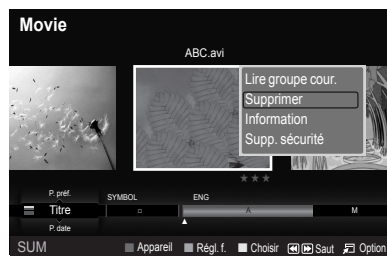 Movie
ABC.avi
Lire groupe cour.
Supprimer
Information
Supp. sécurité
P. préf.
SYMBOL ENG
Titre A M
P. date
SUM Appareil Régl. f. Choisir Saut Option